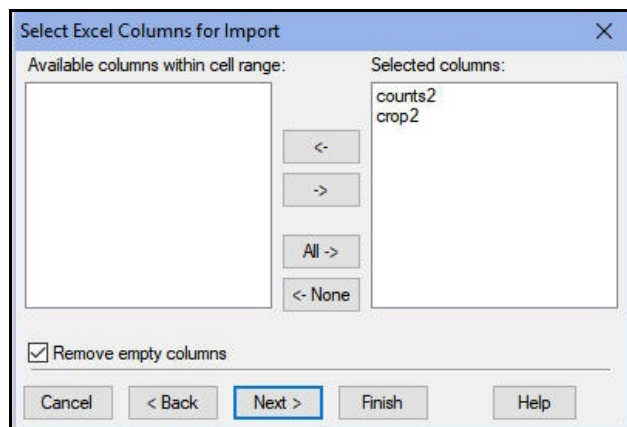 Select Excel Columns for Import
Available columns within cell range:
Selected columns:
counts2
crop2
<-
->
All ->
<- None
Remove empty columns
Cancel
< Back
Next >
Finish
Help